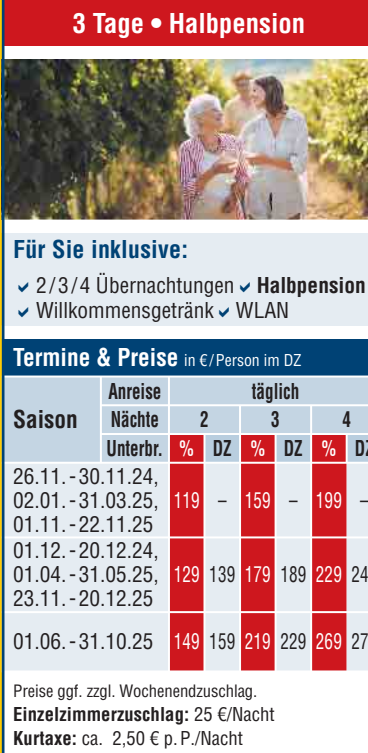 3 Tage • Halbpension
Für Sie inklusive:
✓ 2/3/4 Übernachtungen ✓ Halbpension
✓ Willkommensgetränk ✓ WLAN
Termine & Preise in €/Person im DZ
Saison Anreise täglich
Nächte 2 3 4
Unterbr. % DZ % DZ % DZ
26.11.-30.11.24,
02.01.-31.03.25, 119 – 159 – 199 –
01.11.-22.11.25
01.12.-20.12.24,
01.04.-31.05.25, 129 139 179 189 229
23.11.-20.12.25
01.06.-31.10.25 149 159 219 229 269
Preise ggf. zzgl. Wochenendzuschlag.
Einzelzimmerzuschlag: 25 €/Nacht
Kurtaxe: ca. 2,50 € p.P./Nacht